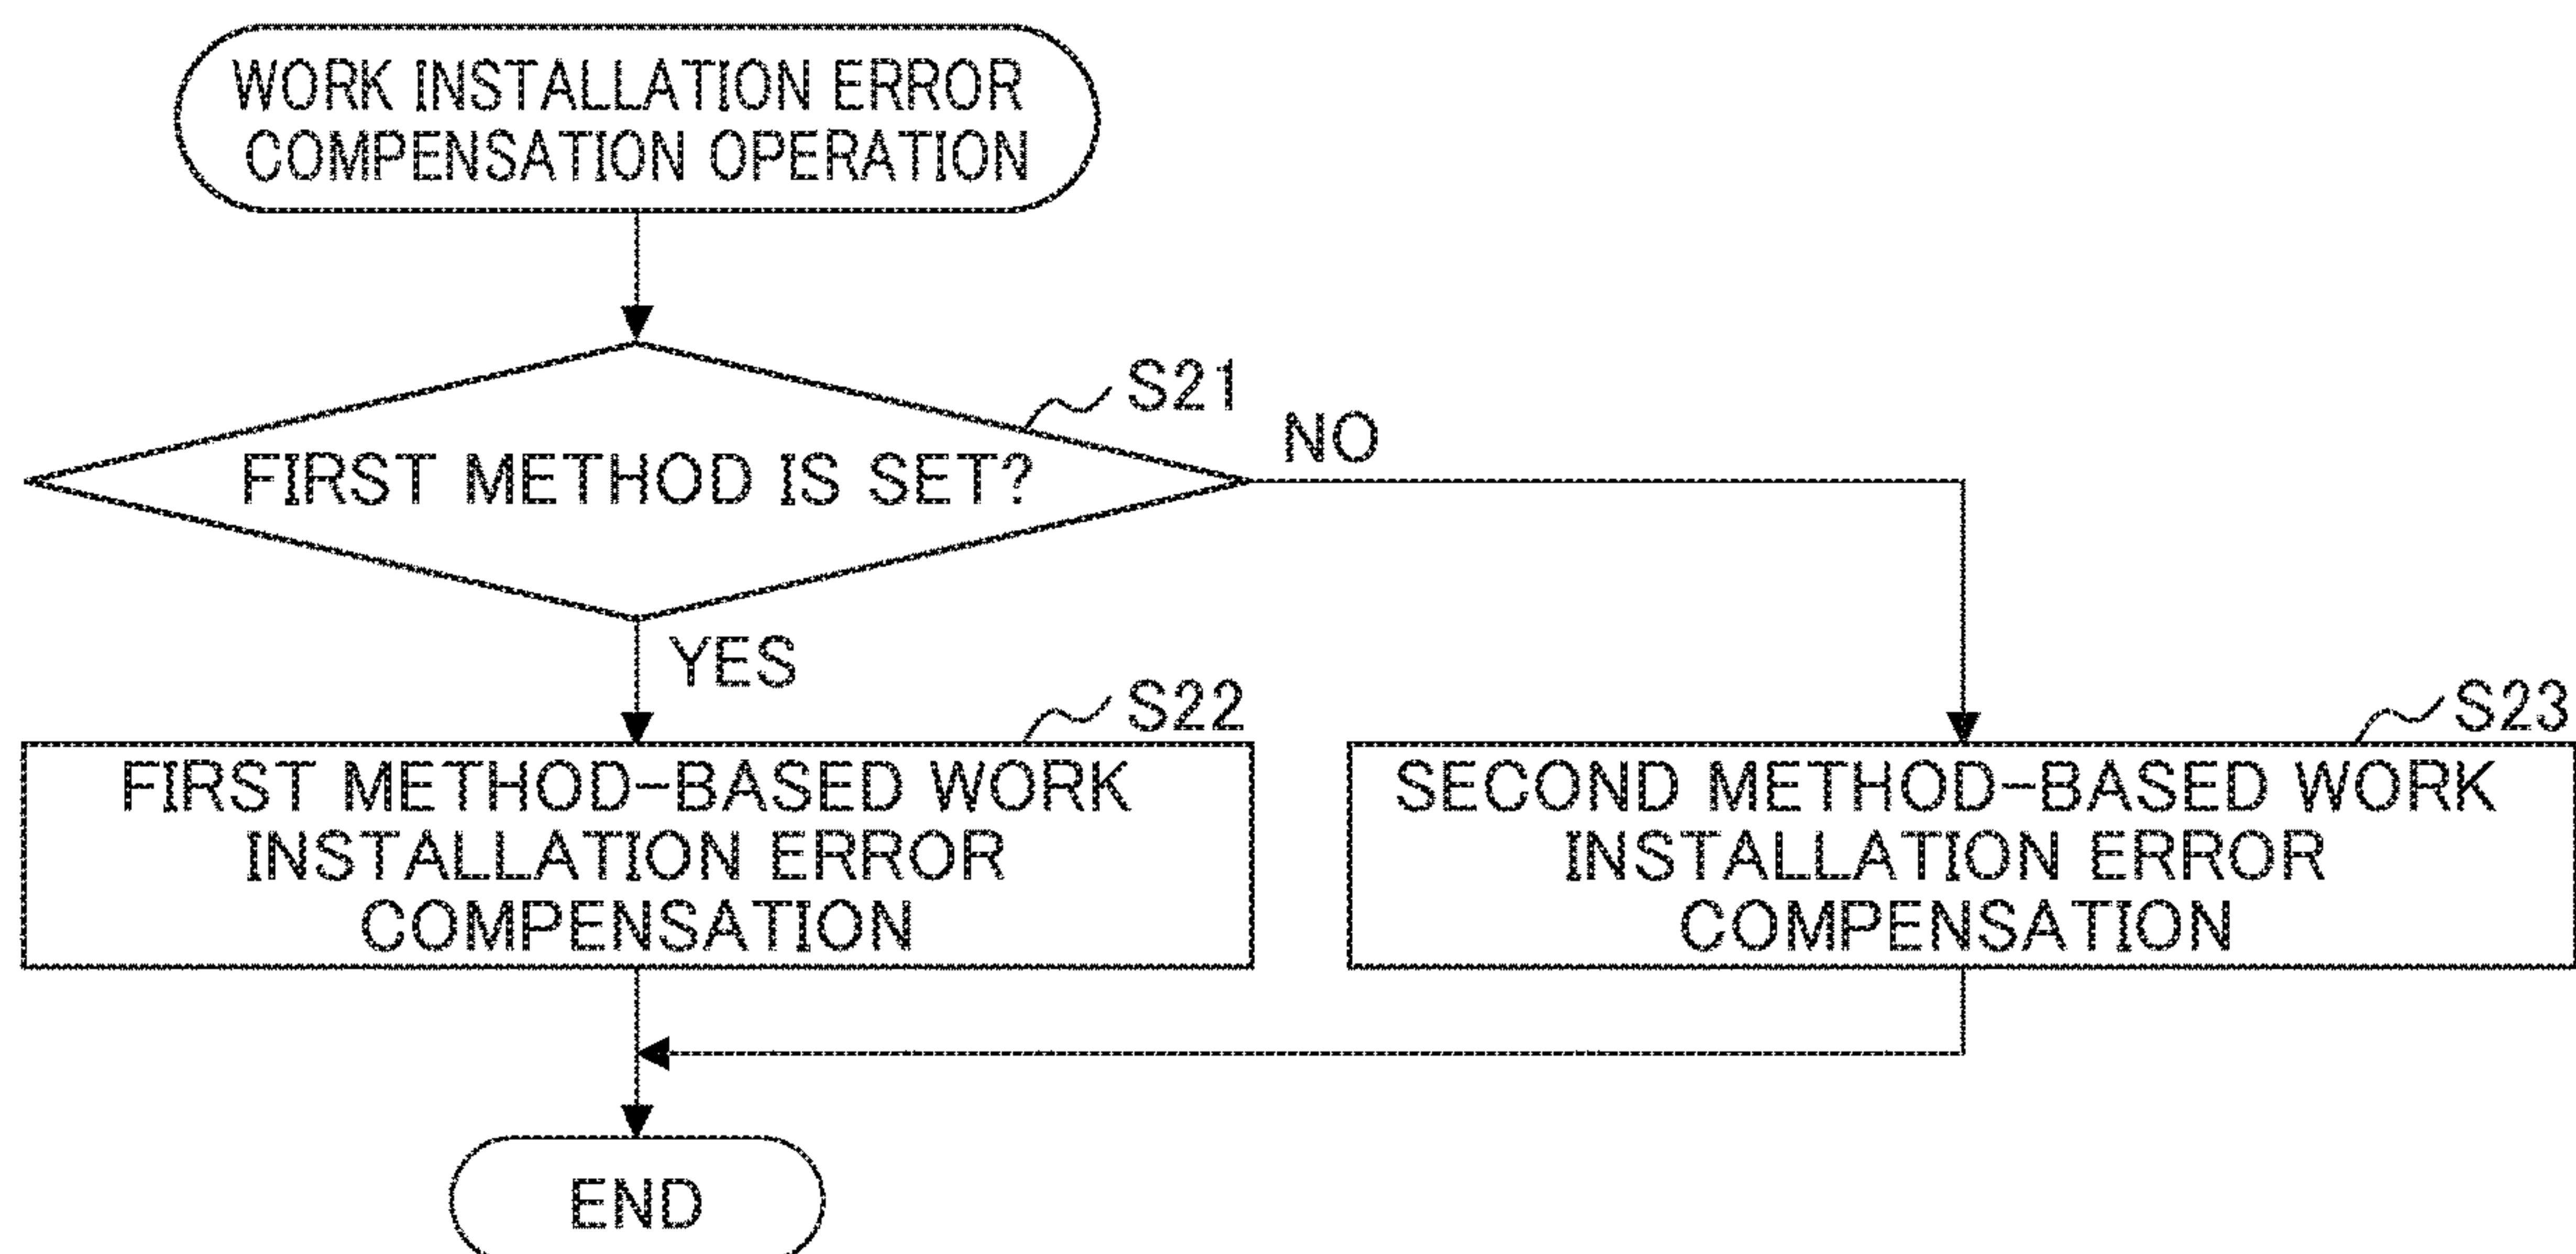 WORK INSTALLATION ERROR
COMPENSATION OPERATION
S21
FIRST METHOD IS SET?
NO
YES
S22
FIRST METHOD-BASED WORK
INSTALLATION ERROR
COMPENSATION
S23
SECOND METHOD-BASED WORK
INSTALLATION ERROR
COMPENSATION
END